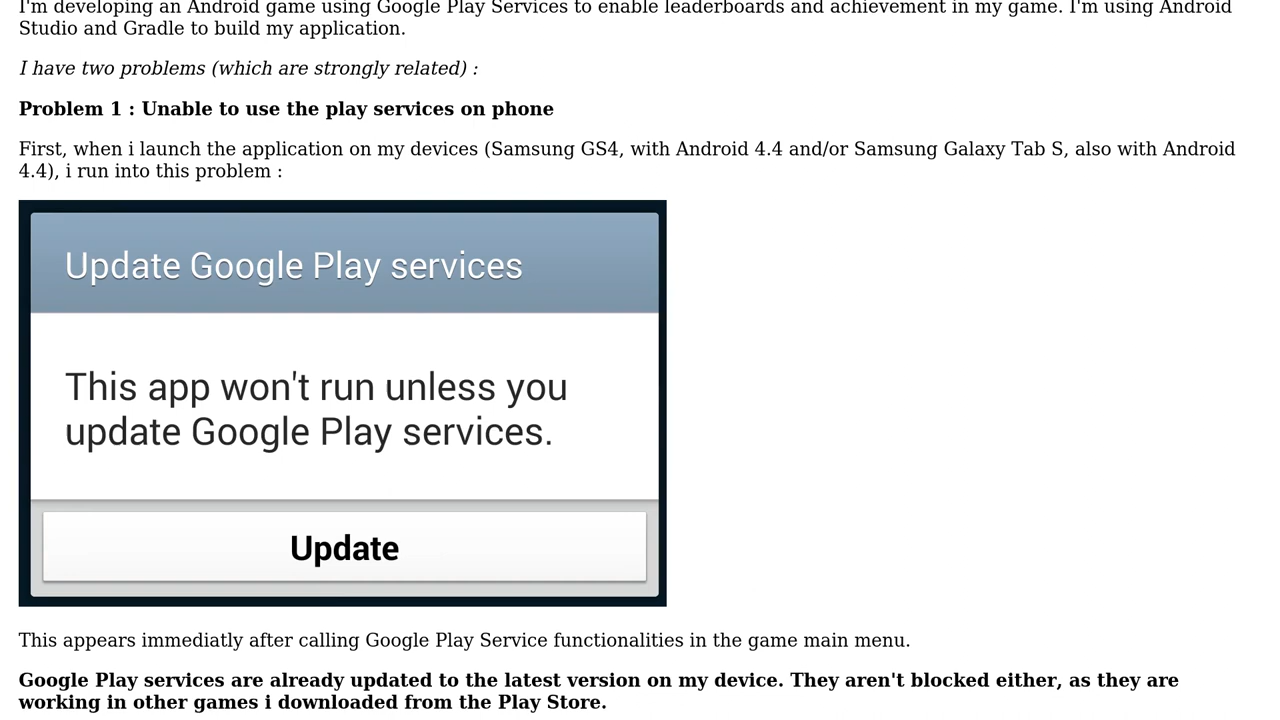 I'm developing an Android game using Google Play Services to enable leaderboards and achievement in my game. I'm using Android
Studio and Gradle to build my application.
I have two problems (which are strongly related) :
Problem 1 : Unable to use the play services on phone
First, when i launch the application on my devices (Samsung GS4, with Android 4.4 and/or Samsung Galaxy Tab S, also with Android
4.4), i run into this problem :
Update Google Play services
This app won't run unless you
update Google Play services.
Update
This appears immediatly after calling Google Play Service functionalities in the game main menu.
Google Play services are already updated to the latest version on my device. They aren't blocked either, as they are
working in other games i downloaded from the Play Store.